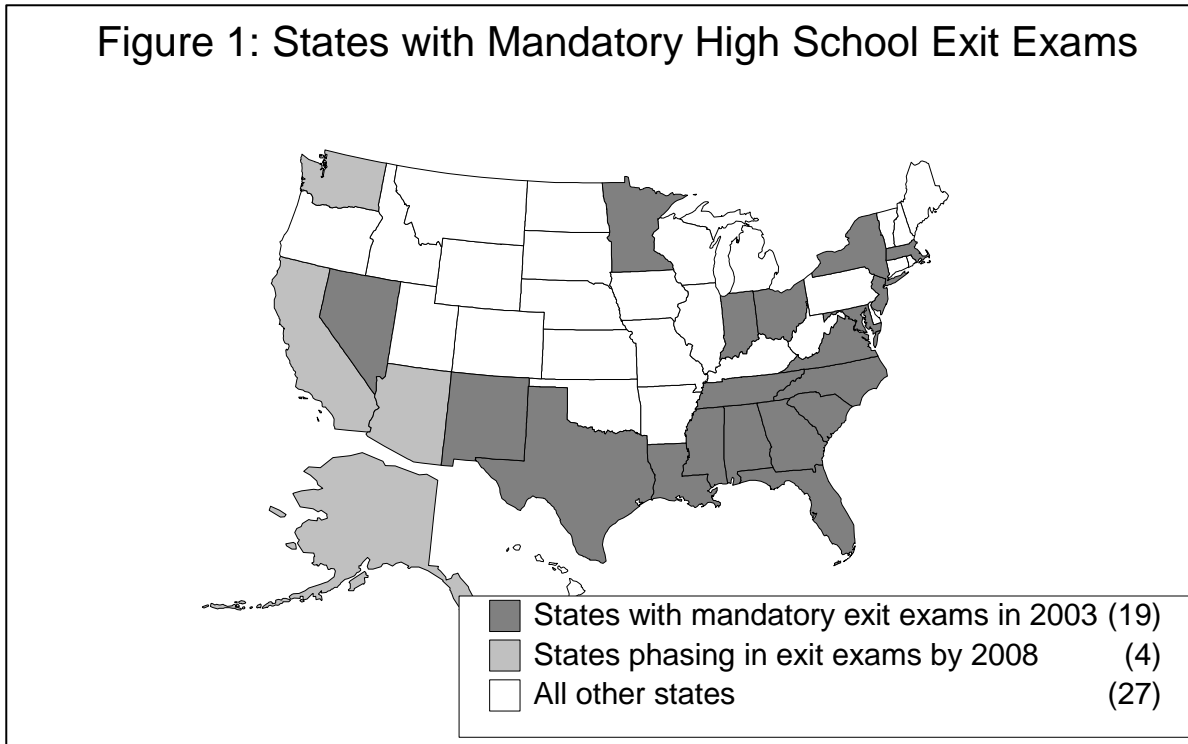 Figure 1: States with Mandatory High School Exit Exams
States with mandatory exit exams in 2003 (19)
States phasing in exit exams by 2008 (4)
All other states (27)